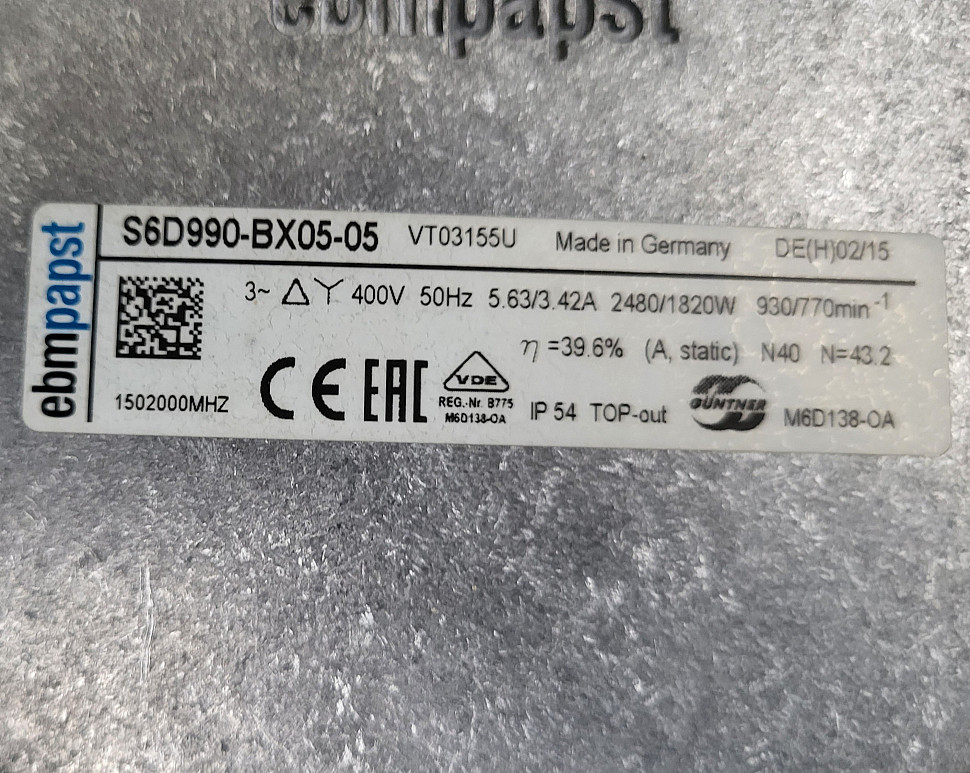 ebmpapst
ebmpapst
S6D990-BX05-05 VT03155U Made in Germany DE(H)02/15
3~ △ Y 400V 50Hz 5.63/3.42A 2480/1820W 930/770min⁻¹
η =39.6% (A, static) N40 N=43.2
1502000MHZ
CE EAC
VDE
REG.-Nr. B775
M6D138-OA
IP 54 TOP-out
GÜNTNER
M6D138-OA